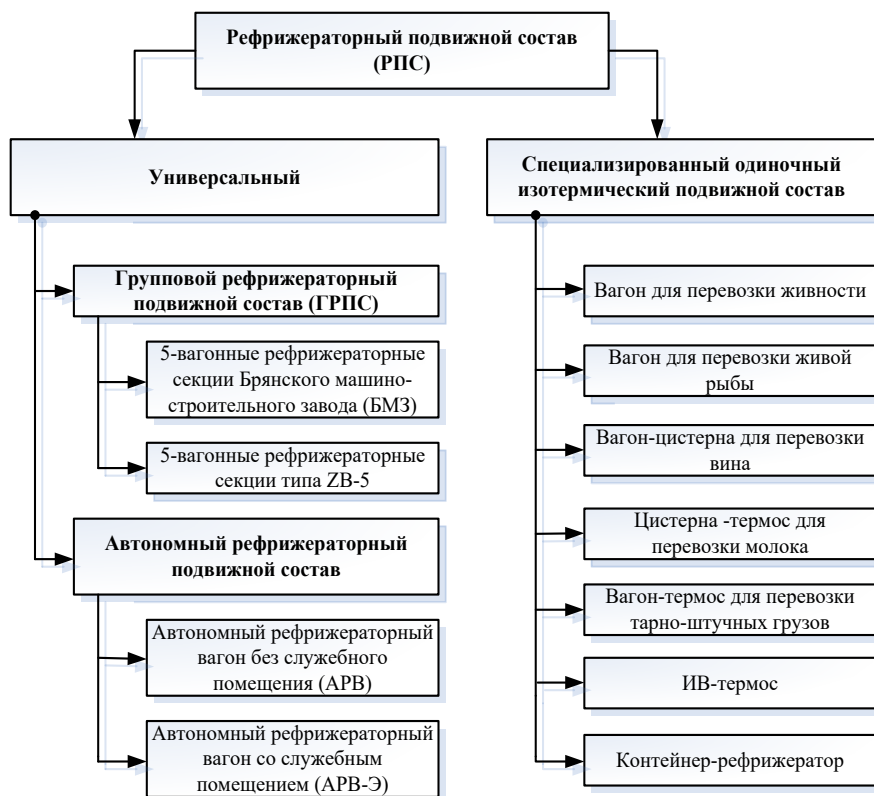 Рефрижераторный подвижной состав
(РПС)
Универсальный
Групповой рефрижераторный
подвижной состав (ГРПС)
5-вагонные рефрижераторные
секции Брянского машино-
строительного завода (БМЗ)
5-вагонные рефрижераторные
секции типа ZB-5
Автономный рефрижераторный
подвижной состав
Автономный рефрижераторный
вагон без служебного
помещения (АРВ)
Автономный рефрижераторный
вагон со служебным
помещением (АРВ-Э)
Специализированный одиночный
изотермический подвижной состав
Вагон для перевозки живности
Вагон для перевозки живой
рыбы
Вагон-цистерна для перевозки
вина
Цистерна -термос для
перевозки молока
Вагон-термос для перевозки
тарно-штучных грузов
ИВ-термос
Контейнер-рефрижератор